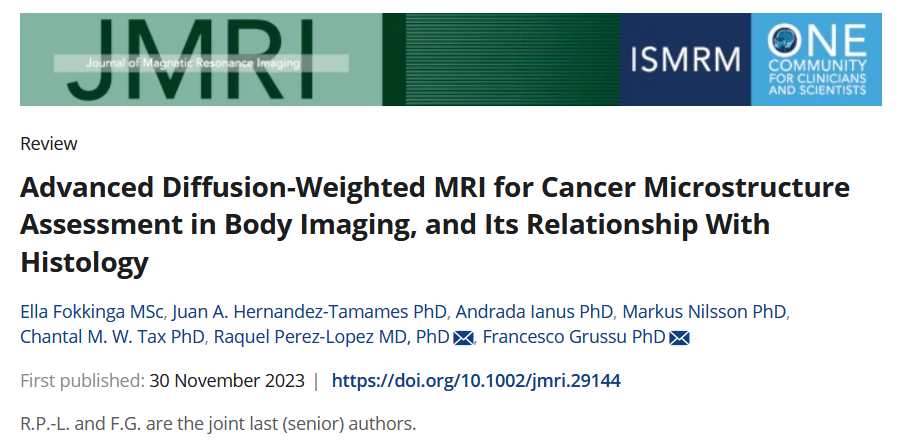 JMRI
Journal of Magnetic Resonance Imaging
ISMRM
ONE
COMMUNITY
FOR CLINICIANS
AND SCIENTISTS
Review
Advanced Diffusion-Weighted MRI for Cancer Microstructure
Assessment in Body Imaging, and Its Relationship With
Histology
Ella Fokkinga MSc, Juan A. Hernandez-Tamames PhD, Andrada Ianus PhD, Markus Nilsson PhD,
Chantal M. W. Tax PhD, Raquel Perez-Lopez MD, PhD, Francesco Grussu PhD
First published: 30 November 2023 | https://doi.org/10.1002/jmri.29144
R.P.-L. and F.G. are the joint last (senior) authors.